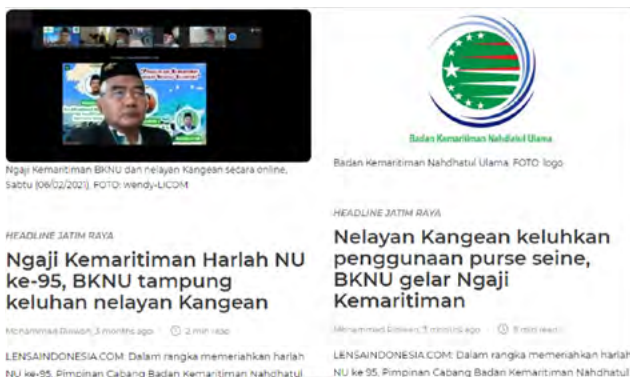 Ngaji Kemaritiman BKNU dan nelayan Kangean secara online,
Sabtu (06/02/2021). FOTO: wendy-LICOM
HEADLINE JATIM RAYA
Ngaji Kemaritiman Harlah NU
ke-95, BKNU tampung
keluhan nelayan Kangean
Mohammad Ridwan, 3 months ago · 2 min read
LENSAINDONESIA.COM: Dalam rangka memeriahkan harlah
NU ke-95, Pimpinan Cabang Badan Kemaritiman Nahdhatul
Badan Kemaritiman Nahdlatul Ulama
Badan Kemaritiman Nahdhatul Ulama. FOTO: logo
HEADLINE JATIM RAYA
Nelayan Kangean keluhkan
penggunaan purse seine,
BKNU gelar Ngaji
Kemaritiman
Mohammad Ridwan, 3 months ago · min read
LENSAINDONESIA.COM: Dalam rangka memeriahkan harlah
NU ke 95, Pimpinan Cabang Badan Kemaritiman Nahdhatul